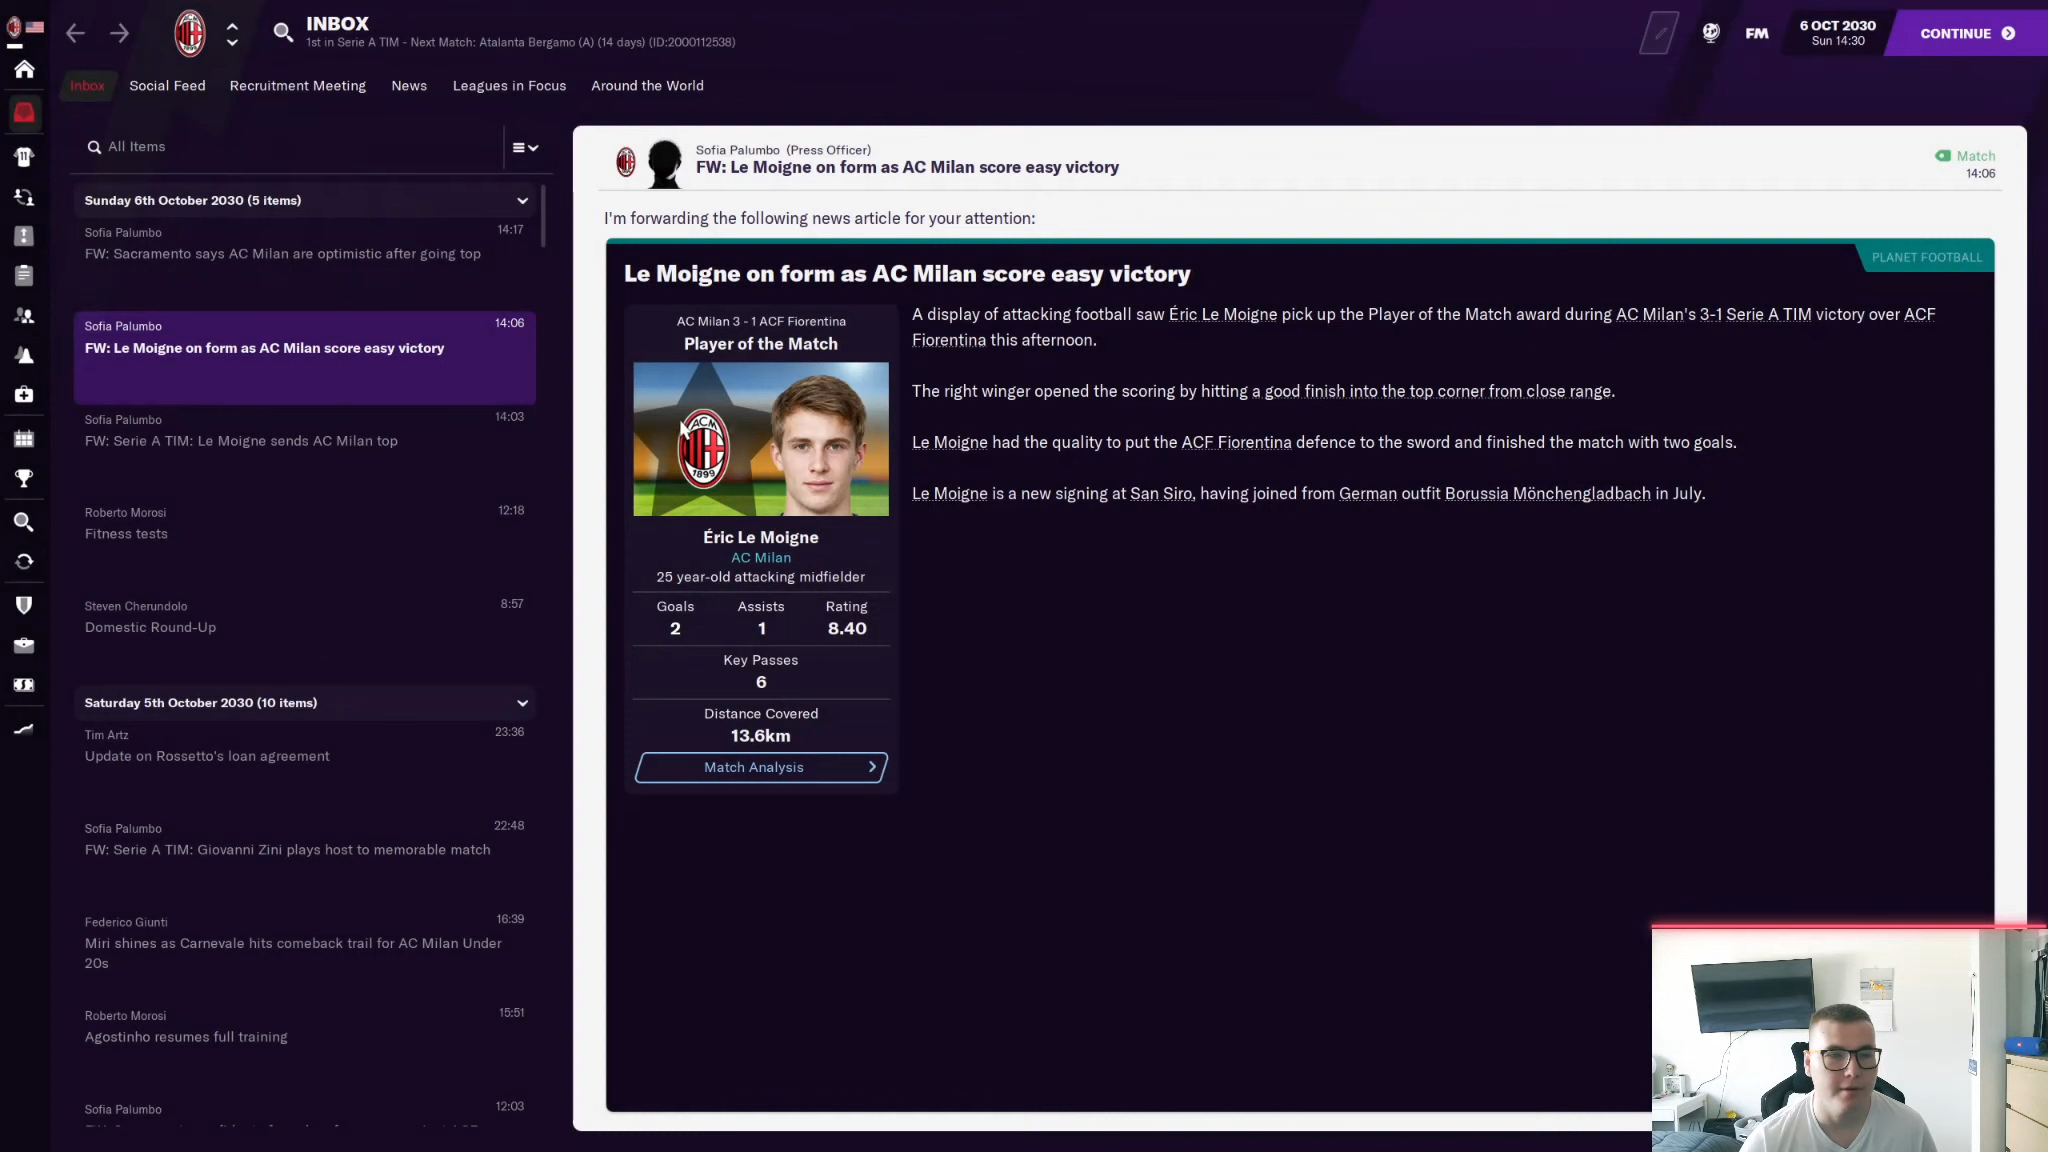 INBOX
1st in Serie A TIM - Next Match: Atalanta Bergamo (A) (14 days) (ID:2000112538)
FM
6 OCT 2030
Sun 14:30
CONTINUE
Inbox
Social Feed
Recruitment Meeting
News
Leagues in Focus
Around the World
All Items
Sunday 6th October 2030 (5 items)
Sofia Palumbo 14:17
FW: Sacramento says AC Milan are optimistic after going top
Sofia Palumbo 14:06
FW: Le Moigne on form as AC Milan score easy victory
Sofia Palumbo 14:03
FW: Serie A TIM: Le Moigne sends AC Milan top
Roberto Morosi 12:18
Fitness tests
Steven Cherundolo 8:57
Domestic Round-Up
Saturday 5th October 2030 (10 items)
Tim Artz 23:36
Update on Rossetto's loan agreement
Sofia Palumbo 22:48
FW: Serie A TIM: Giovanni Zini plays host to memorable match
Federico Giunti 16:39
Miri shines as Carnevale hits comeback trail for AC Milan Under
20s
Roberto Morosi 15:51
Agostinho resumes full training
Sofia Palumbo 12:03
Sofia Palumbo (Press Officer)
FW: Le Moigne on form as AC Milan score easy victory
Match
14:06
I'm forwarding the following news article for your attention:
PLANET FOOTBALL
Le Moigne on form as AC Milan score easy victory
AC Milan 3 - 1 ACF Fiorentina
Player of the Match
ACM
1899
Éric Le Moigne
AC Milan
25 year-old attacking midfielder
Goals Assists Rating
2 1 8.40
Key Passes
6
Distance Covered
13.6km
Match Analysis
A display of attacking football saw Éric Le Moigne pick up the Player of the Match award during AC Milan's 3-1 Serie A TIM victory over ACF
Fiorentina this afternoon.
The right winger opened the scoring by hitting a good finish into the top corner from close range.
Le Moigne had the quality to put the ACF Fiorentina defence to the sword and finished the match with two goals.
Le Moigne is a new signing at San Siro, having joined from German outfit Borussia Mönchengladbach in July.